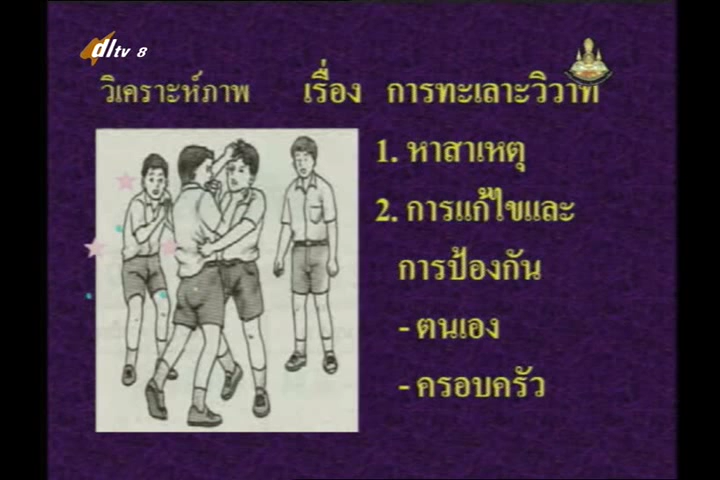 dltv 8
วิเคราะห์ภาพ เรื่อง การทะเลาะวิวาท
1. หาสาเหตุ
2. การแก้ไขและ
การป้องกัน
- ตนเอง
- ครอบครัว